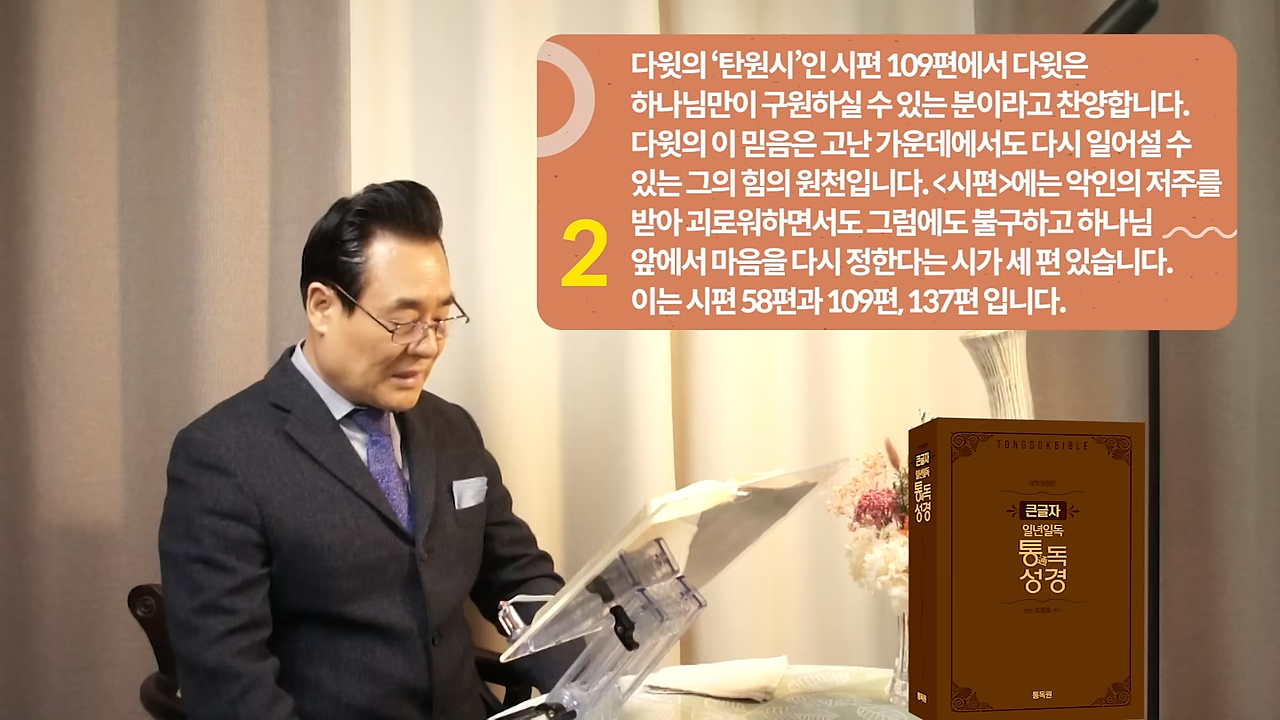 다윗의 ‘탄원시’인 시편 109편에서 다윗은
하나님만이 구원하실 수 있는 분이라고 찬양합니다.
다윗의 이 믿음은 고난 가운데에서도 다시 일어설 수
있는 그의 힘의 원천입니다. <시편>에는 악인의 저주를
받아 괴로워하면서도 그럼에도 불구하고 하나님
앞에서 마음을 다시 정한다는 시가 세 편 있습니다.
이는 시편 58편과 109편, 137편 입니다.
2
TONGDOKBIBLE
큰글자
일년일독
통독
성경
통독원
큰글자
일년일독
통독
성경
통독원